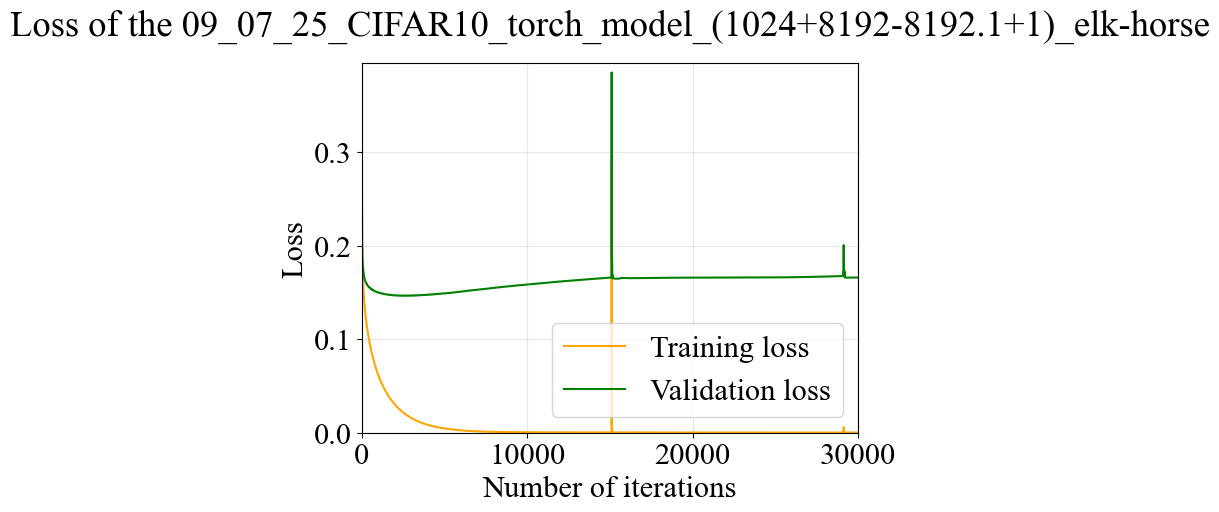 Loss of the 09_07_25_CIFAR10_torch_model_(1024+8192-8192.1+1)_elk-horse
0.3
0.2
0.1
0.0
Loss
Training loss
Validation loss
0 10000 20000 30000
Number of iterations